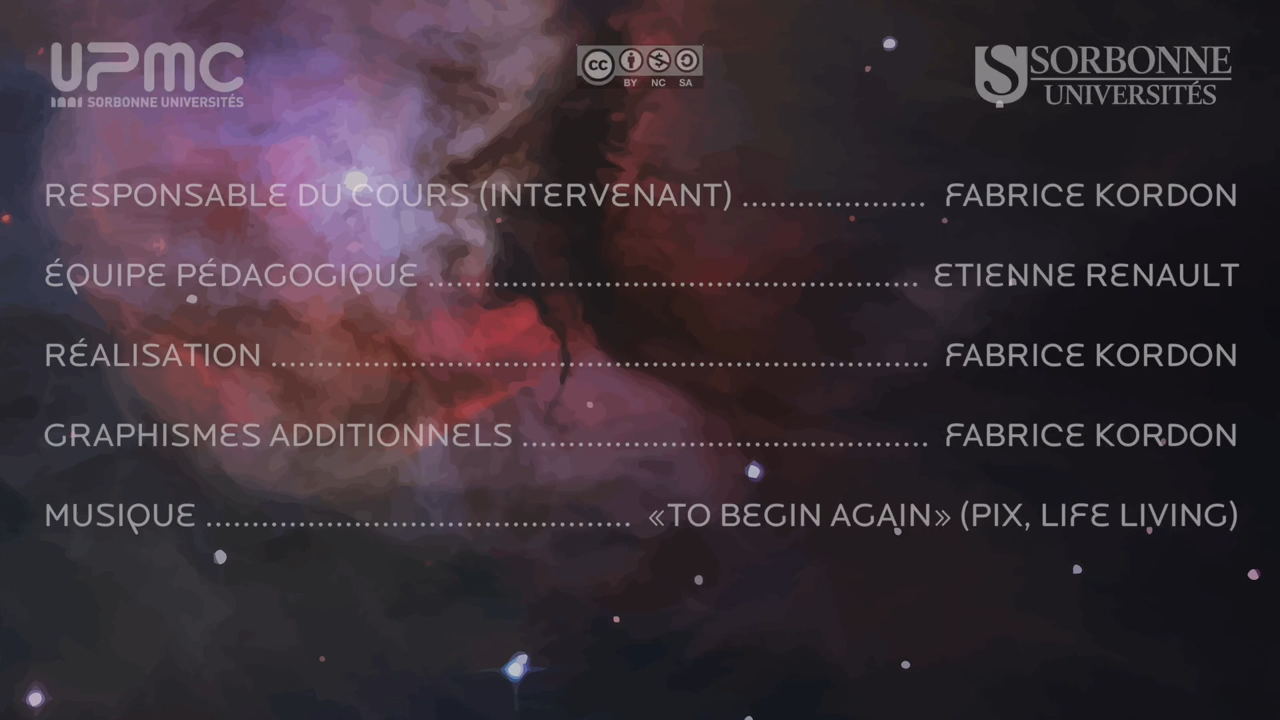 UPMC
SORBONNE UNIVERSITÉS
CC BY NC SA
SORBONNE
UNIVERSITÉS
RESPONSABLE DU COURS (INTERVENANT) .................... FABRICE KORDON
ÉQUIPE PÉDAGOGIQUE .................................................... ETIENNE RENAULT
RÉALISATION ...................................................................... FABRICE KORDON
GRAPHISMES ADDITIONNELS ........................................... FABRICE KORDON
MUSIQUE ............................................. «TO BEGIN AGAIN» (PIX, LIFE LIVING)